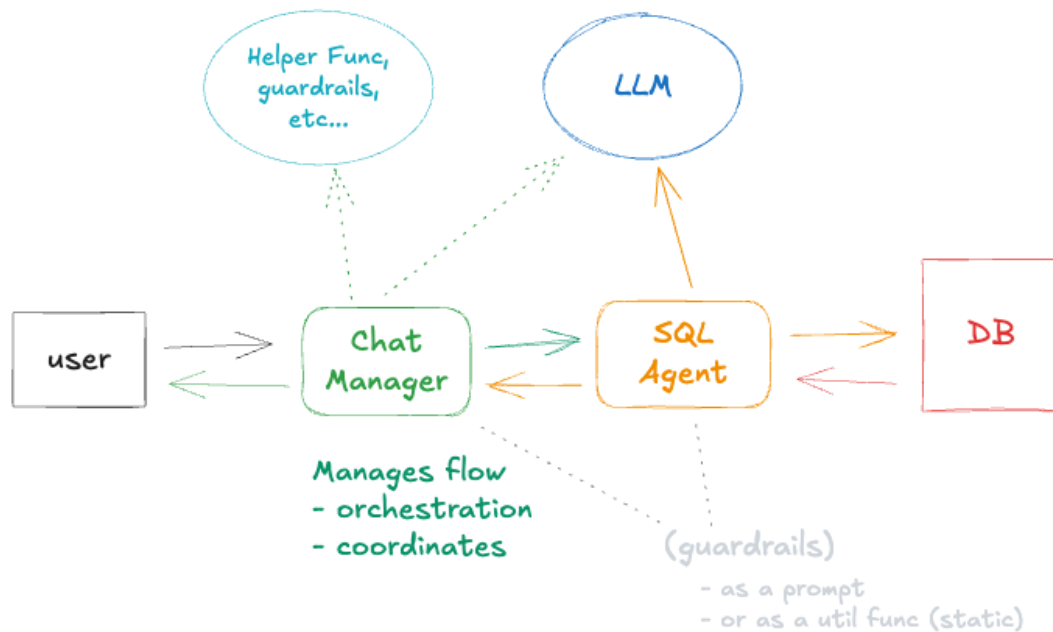 Helper Func,
guardrails,
etc...
LLM
user
Chat
Manager
SQL
Agent
DB
Manages flow
- orchestration
- coordinates
(guardrails)
- as a prompt
- or as a util func (static)